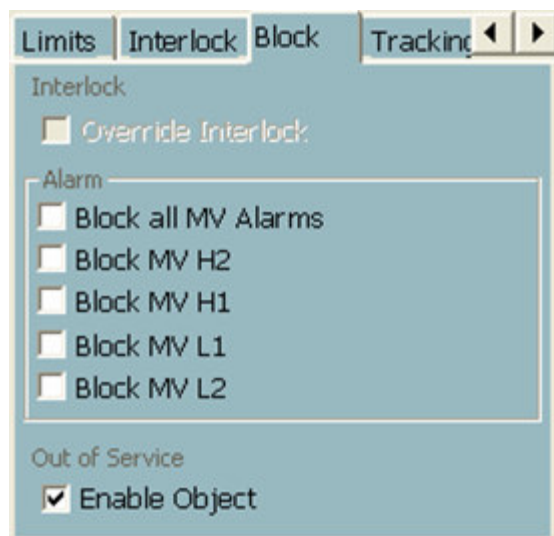 Limits Interlock Block Tracking
Interlock
Override Interlock
Alarm
Block all MV Alarms
Block MV H2
Block MV H1
Block MV L1
Block MV L2
Out of Service
Enable Object